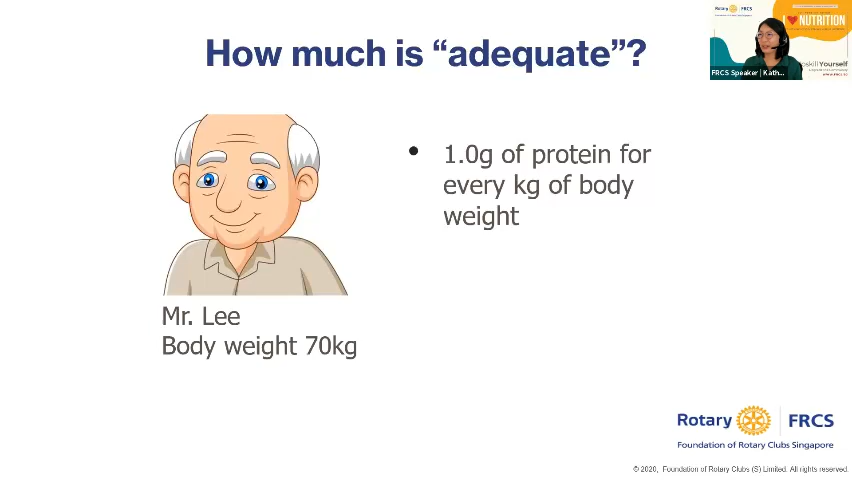 How much is “adequate”?
Rotary FRCS
NUTRITION
FRCS Speaker | Kath...
• 1.0g of protein for
every kg of body
weight
Mr. Lee
Body weight 70kg
Rotary | FRCS
Foundation of Rotary Clubs Singapore
© 2020, Foundation of Rotary Clubs (S) Limited. All rights reserved.